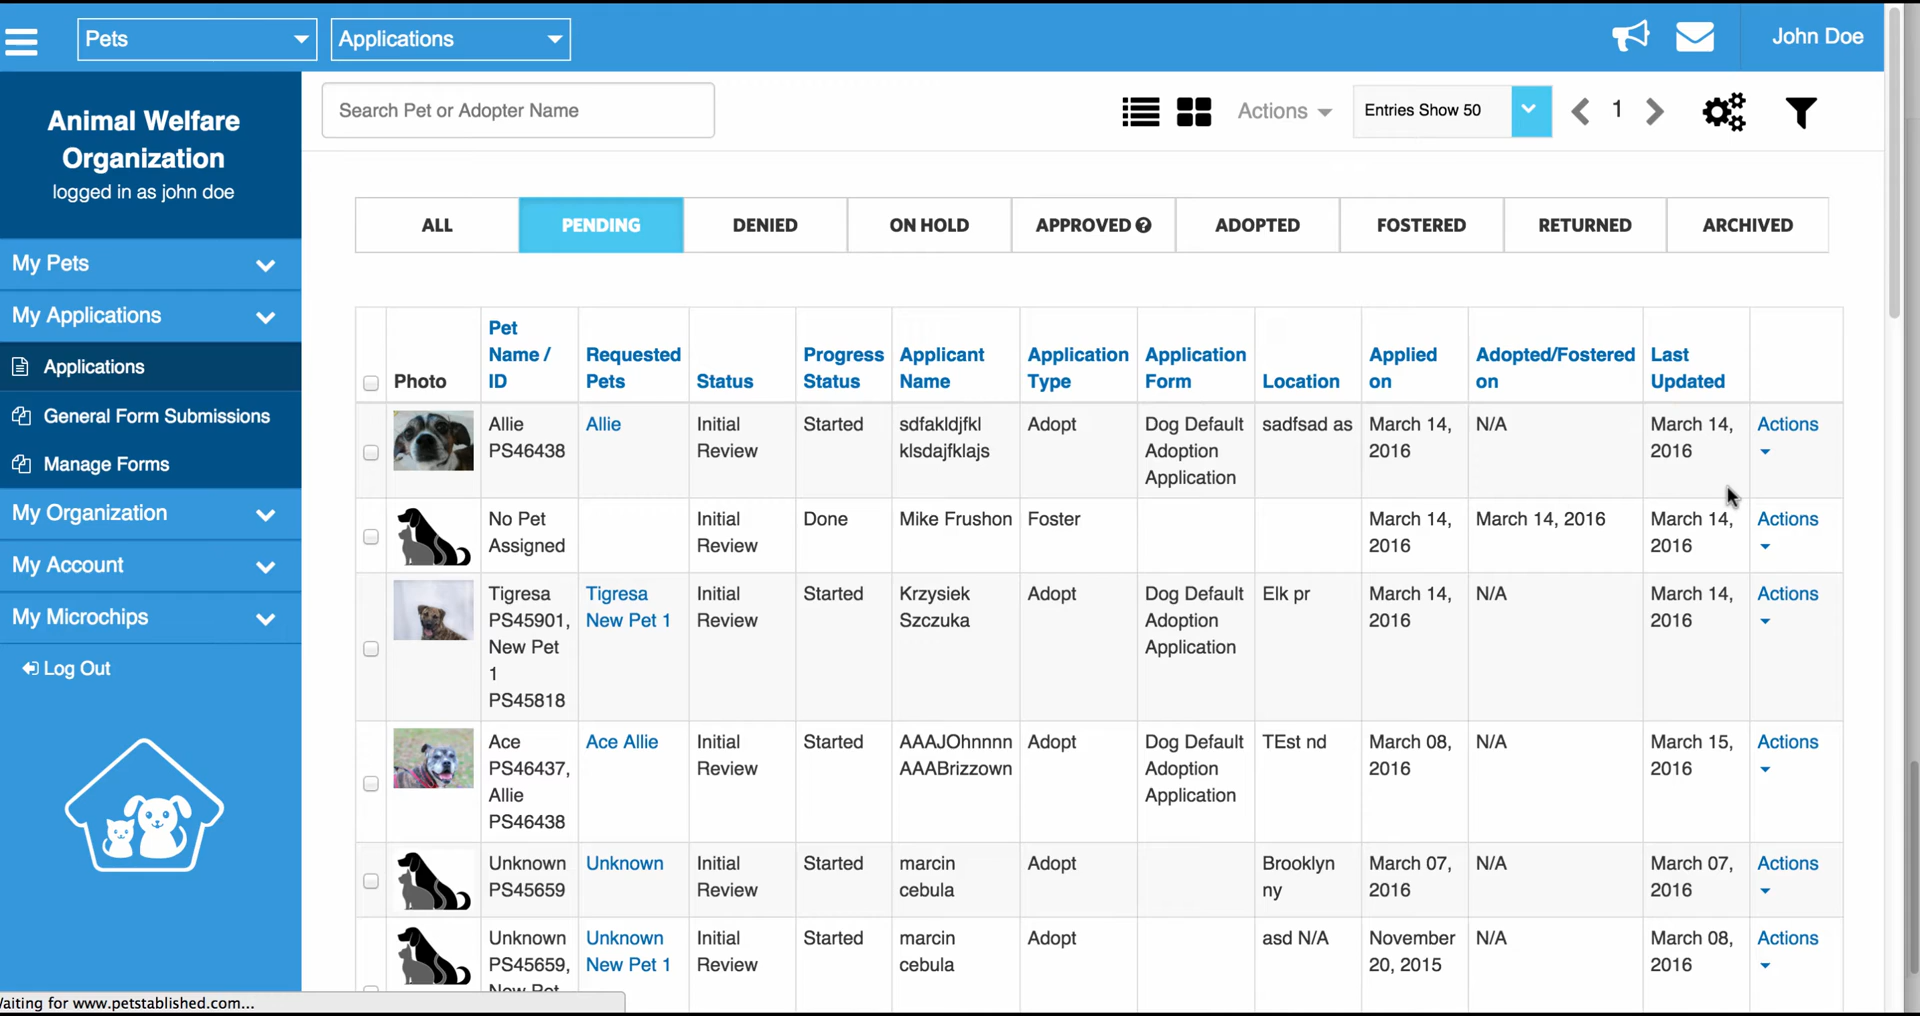 Pets
Applications
John Doe
Animal Welfare
Organization
logged in as john doe
Search Pet or Adopter Name
Actions
Entries Show 50
1
My Pets
My Applications
Applications
General Form Submissions
Manage Forms
My Organization
My Account
My Microchips
Log Out
ALL
PENDING
DENIED
ON HOLD
APPROVED ?
ADOPTED
FOSTERED
RETURNED
ARCHIVED
Photo
Pet
Name /
ID
Requested
Pets
Status
Progress
Status
Applicant
Name
Application
Type
Application
Form
Location
Applied
on
Adopted/Fostered
on
Last
Updated
Allie
PS46438
Allie
Initial
Review
Started
sdfakldjfkl
klsdajfklajs
Adopt
Dog Default
Adoption
Application
sadfsad as
March 14,
2016
N/A
March 14,
2016
Actions
No Pet
Assigned
Initial
Review
Done
Mike Frushon
Foster
March 14,
2016
March 14, 2016
March 14,
2016
Actions
Tigresa
PS45901,
New Pet
1
PS45818
Tigresa
New Pet 1
Initial
Review
Started
Krzysiek
Szczuka
Adopt
Dog Default
Adoption
Application
Elk pr
March 14,
2016
N/A
March 14,
2016
Actions
Ace
PS46437,
Allie
PS46438
Ace Allie
Initial
Review
Started
AAAJOhnnnn
AAABrizzown
Adopt
Dog Default
Adoption
Application
TEst nd
March 08,
2016
N/A
March 15,
2016
Actions
Unknown
PS45659
Unknown
Initial
Review
Started
marcin
cebula
Adopt
Brooklyn
ny
March 07,
2016
N/A
March 07,
2016
Actions
Unknown
PS45659,
New Pet
Unknown
New Pet 1
Initial
Review
Started
marcin
cebula
Adopt
asd N/A
November
20, 2015
N/A
March 08,
2016
Actions
aiting for www.petstablished.com...